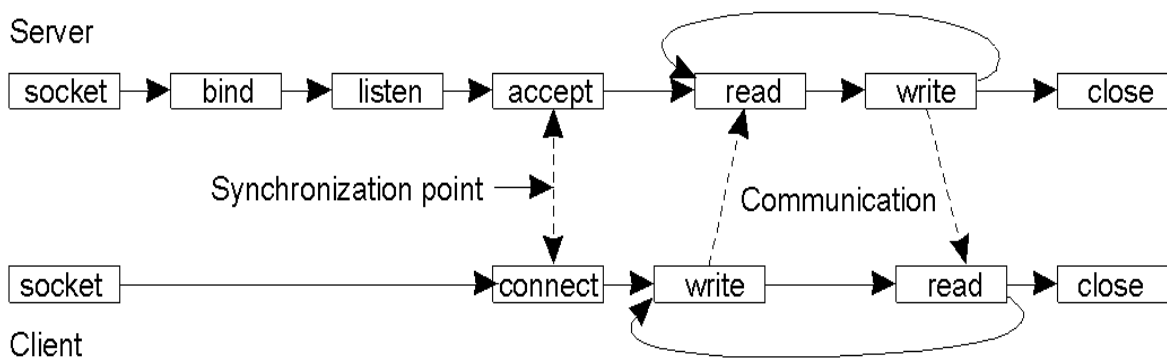 Server
socket bind listen accept read write close
Synchronization point Communication
socket connect write read close
Client